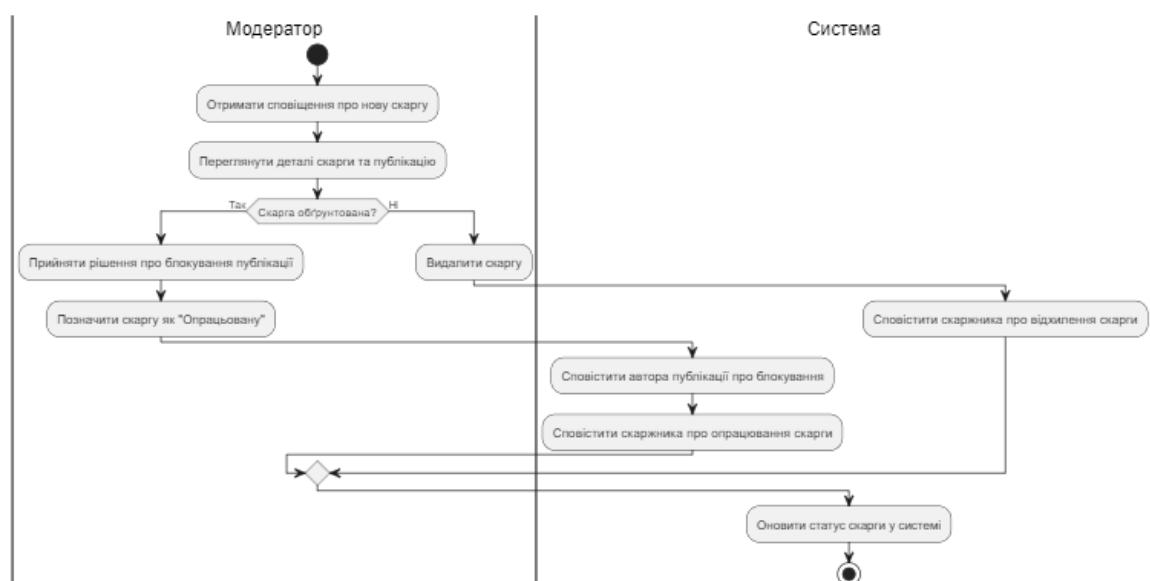 Модератор
Система
Отримати сповіщення про нову скаргу
Переглянути деталі скарги та публікацію
Так
Скарга обґрунтована?
Ні
Прийняти рішення про блокування публікації
Видалити скаргу
Позначити скаргу як "Опрацьовану"
Сповістити скаржника про відхилення скарги
Сповістити автора публікації про блокування
Сповістити скаржника про опрацювання скарги
Оновити статус скарги у системі